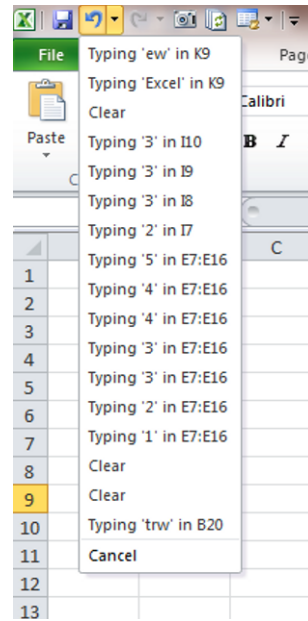 File
Page
Paste
Calibri
B I
C
Typing 'ew' in K9
Typing 'Excel' in K9
Clear
Typing '3' in I10
Typing '3' in I9
Typing '3' in I8
Typing '2' in I7
Typing '5' in E7:E16
Typing '4' in E7:E16
Typing '4' in E7:E16
Typing '3' in E7:E16
Typing '3' in E7:E16
Typing '2' in E7:E16
Typing '1' in E7:E16
Clear
Clear
Typing 'trw' in B20
Cancel
C
1
2
3
4
5
6
7
8
9
10
11
12
13